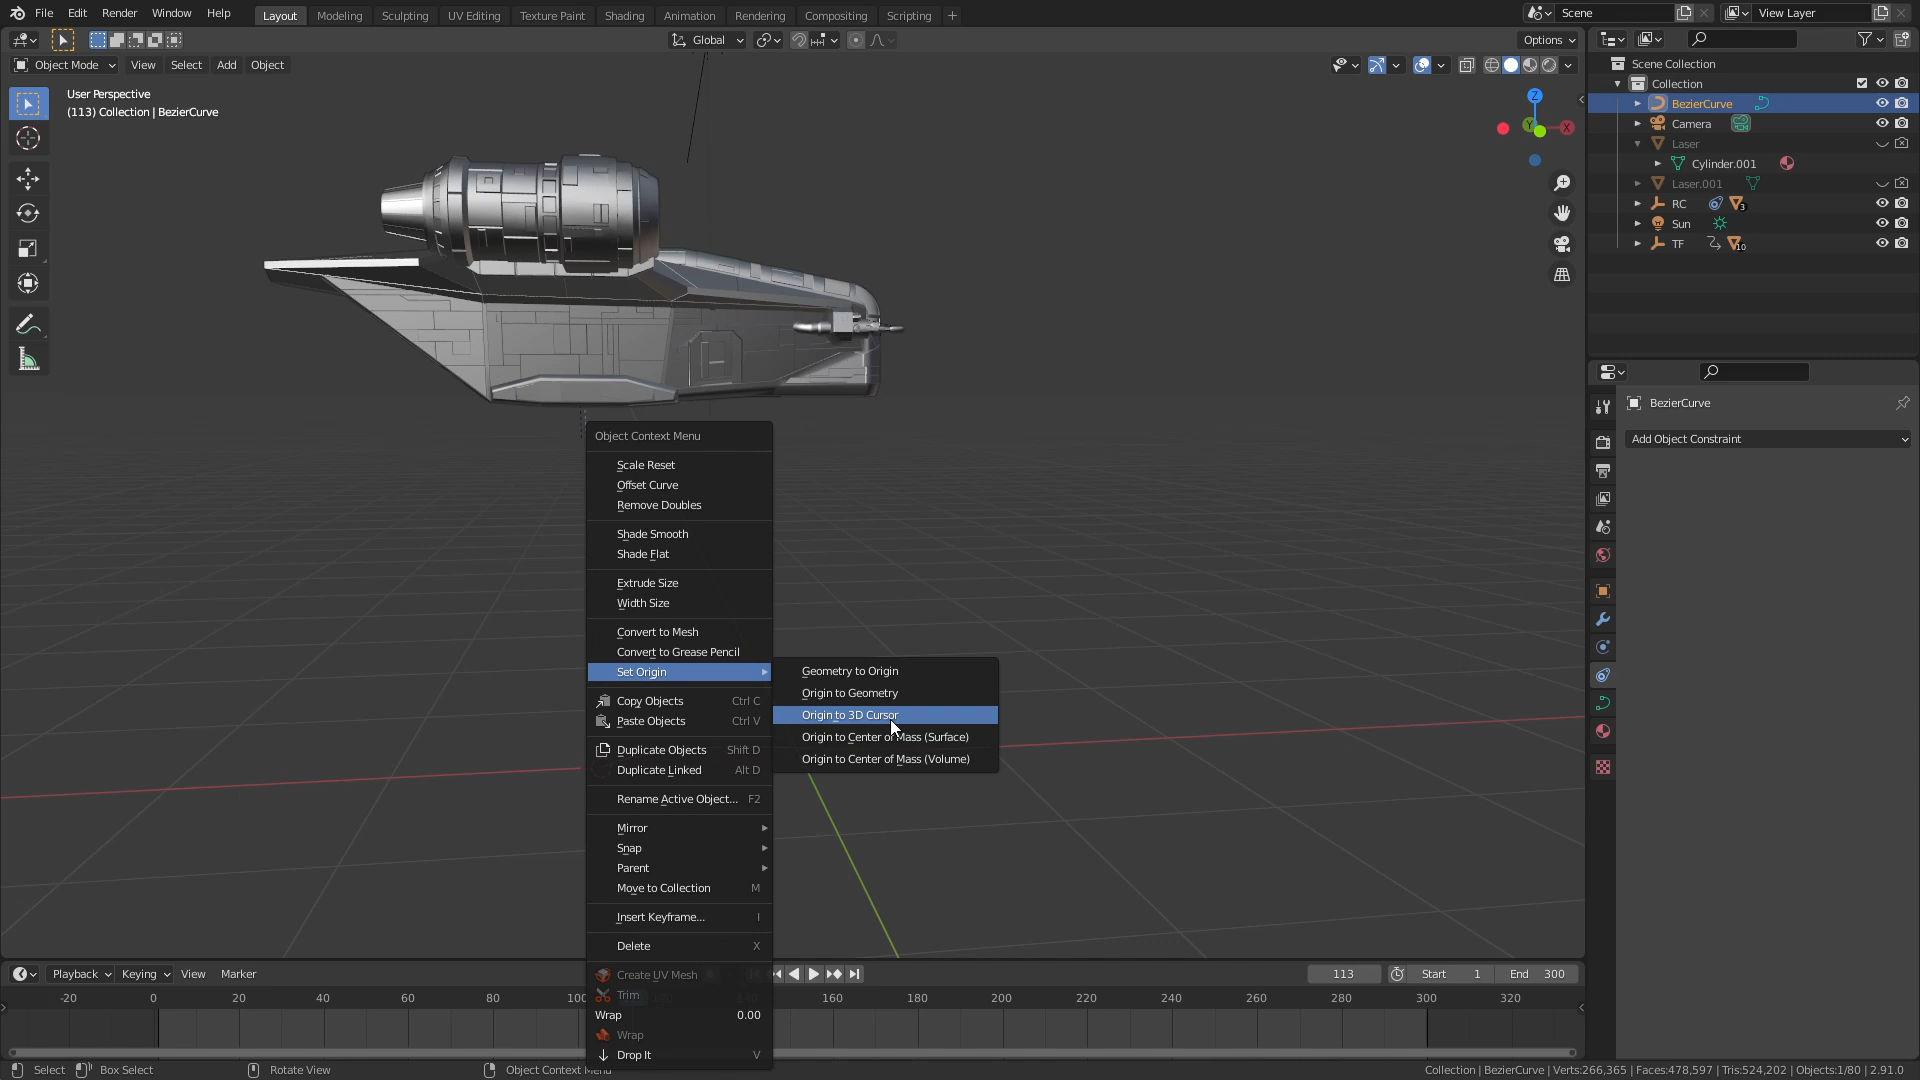 File Edit Render Window Help Layout Modeling Sculpting UV Editing Texture Paint Shading Animation Rendering Compositing Scripting + Scene View Layer
Global Options
Object Mode View Select Add Object
User Perspective
(113) Collection | BezierCurve
Z
Y
X
Scene Collection
Collection
BezierCurve
Camera
Laser
Cylinder.001
Laser.001
RC 3
Sun
TF 10
BezierCurve
Add Object Constraint
Object Context Menu
Scale Reset
Offset Curve
Remove Doubles
Shade Smooth
Shade Flat
Extrude Size
Width Size
Convert to Mesh
Convert to Grease Pencil
Set Origin
Copy Objects Ctrl C
Paste Objects Ctrl V
Duplicate Objects Shift D
Duplicate Linked Alt D
Rename Active Object... F2
Mirror
Snap
Parent
Move to Collection M
Insert Keyframe... I
Delete X
Create UV Mesh
Trim
Wrap 0.00
Wrap
Drop It V
Geometry to Origin
Origin to Geometry
Origin to 3D Cursor
Origin to Center of Mass (Surface)
Origin to Center of Mass (Volume)
Playback Keying View Marker 113 Start 1 End 300
-20 0 20 40 60 80 100 160 180 200 220 240 260 280 300 320
Select Box Select Rotate View Object Context Menu Collection | BezierCurve | Verts:266,365 | Faces:478,597 | Tris:524,202 | Objects:1/80 | 2.91.0